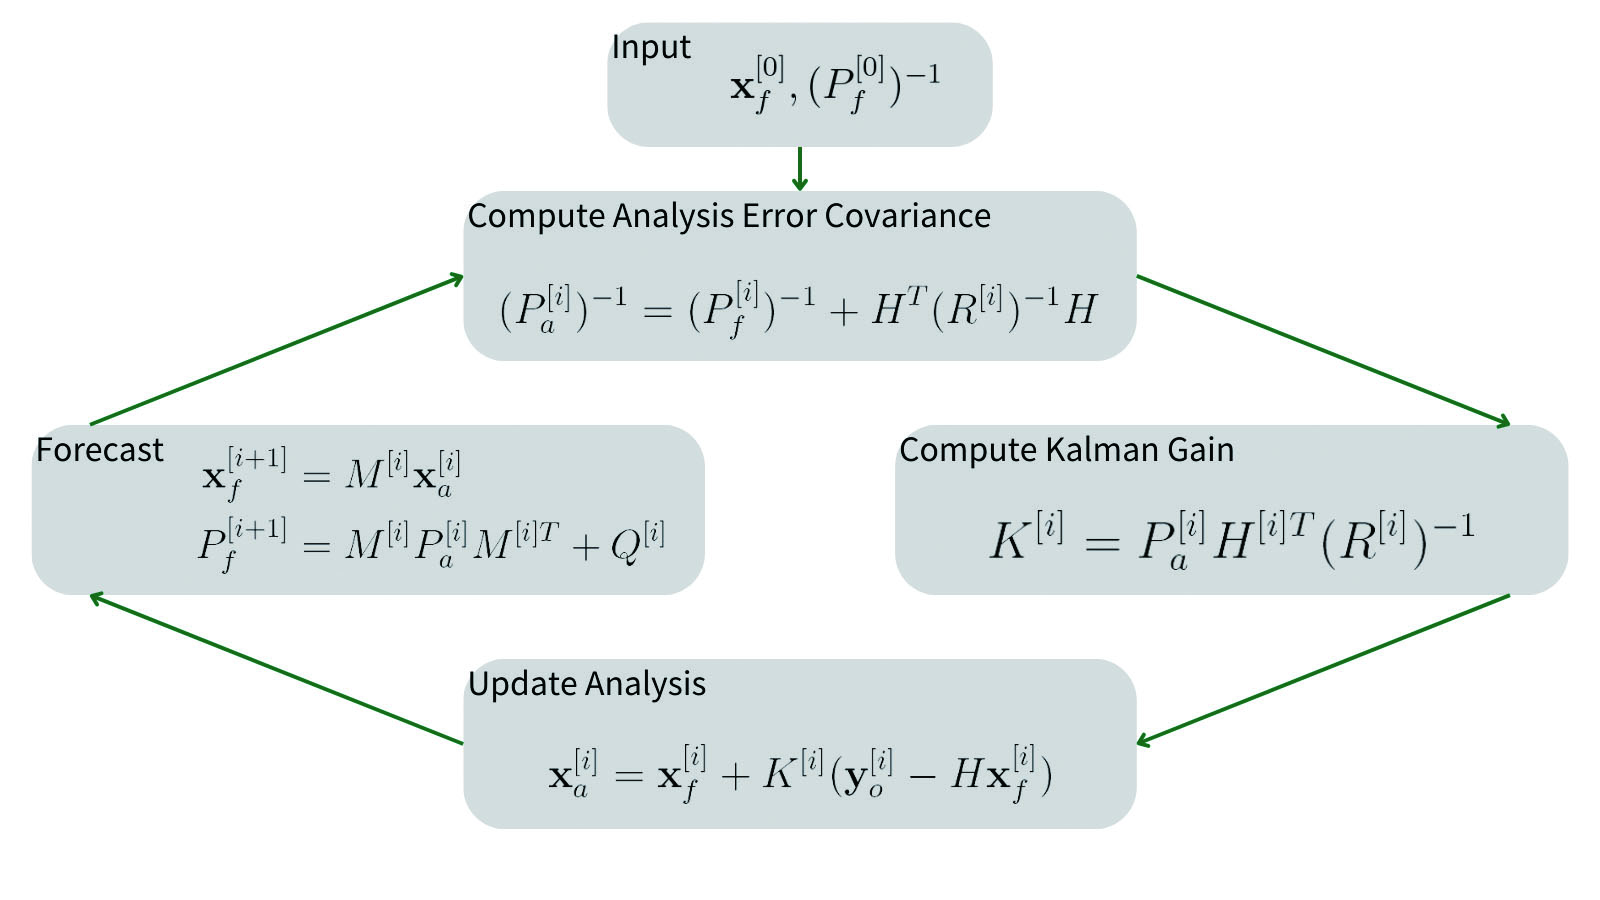 Input
$\mathbf{x}_f^{[0]}, (P_f^{[0]})^{-1}$
Compute Analysis Error Covariance
$(P_a^{[i]})^{-1} = (P_f^{[i]})^{-1} + H^T (R^{[i]})^{-1} H$
Forecast
$\mathbf{x}_f^{[i+1]} = M^{[i]} \mathbf{x}_a^{[i]}$
$P_f^{[i+1]} = M^{[i]} P_a^{[i]} M^{[i]T} + Q^{[i]}$
Compute Kalman Gain
$K^{[i]} = P_a^{[i]} H^{[i]T} (R^{[i]})^{-1}$
Update Analysis
$\mathbf{x}_a^{[i]} = \mathbf{x}_f^{[i]} + K^{[i]} (\mathbf{y}_o^{[i]} - H \mathbf{x}_f^{[i]})$